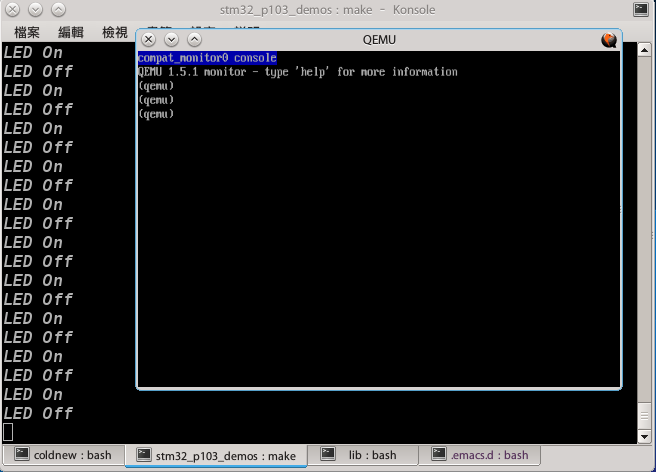 stm32_p103_demos : make – Konsole
檔案 編輯 檢視
QEMU
compat_monitor0 console
QEMU 1.5.1 monitor - type 'help' for more information
(qemu)
(qemu)
(qemu)
LED On
LED Off
LED On
LED Off
LED On
LED Off
LED On
LED Off
LED On
LED Off
LED On
LED Off
LED On
LED Off
LED On
LED Off
LED On
LED Off
LED On
LED Off
coldnew : bash
stm32_p103_demos : make
lib : bash
.emacs.d : bash